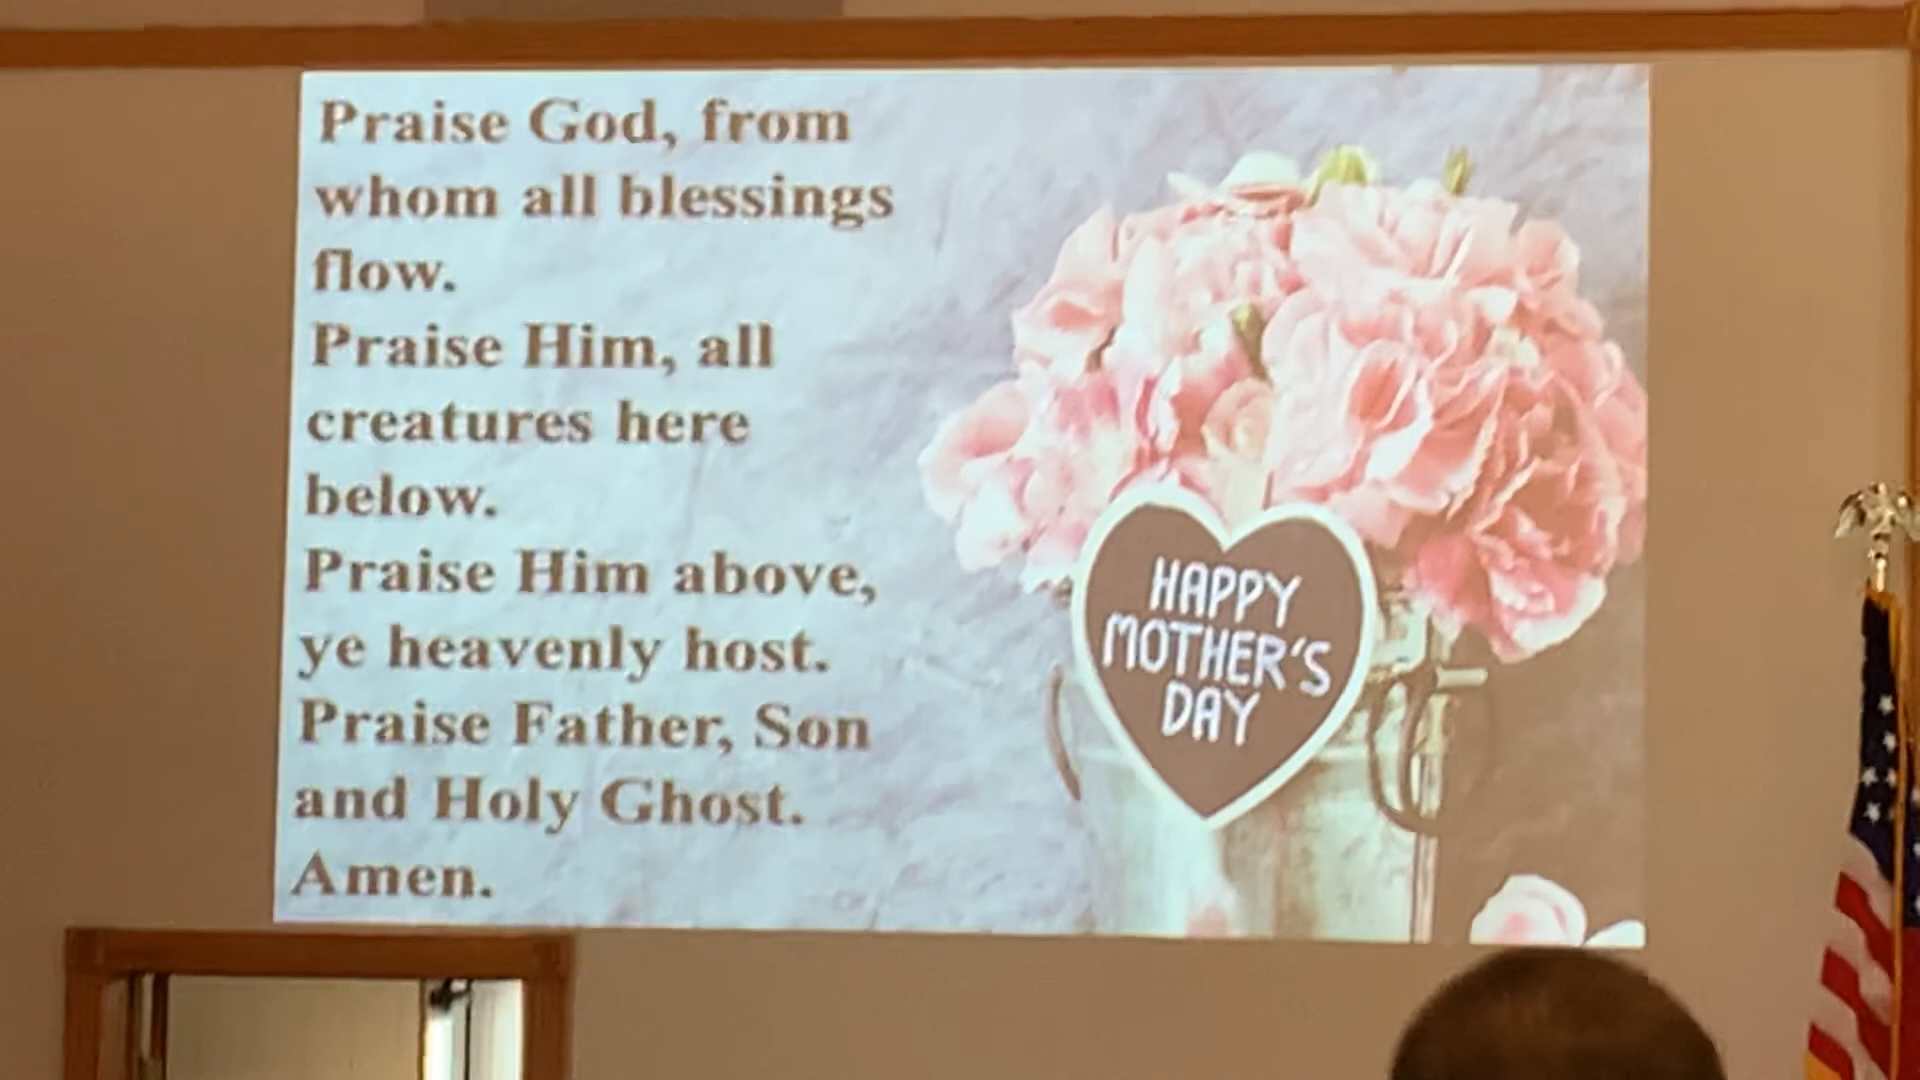 Praise God, from
whom all blessings
flow.
Praise Him, all
creatures here
below.
Praise Him above,
ye heavenly host.
Praise Father, Son
and Holy Ghost.
Amen.
HAPPY
MOTHER'S
DAY